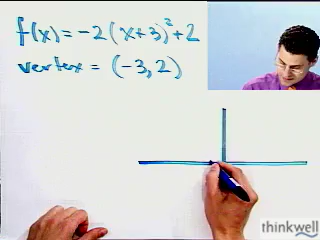 f(x) = -2(x+3)² + 2
vertex = (-3, 2)
thinkwell